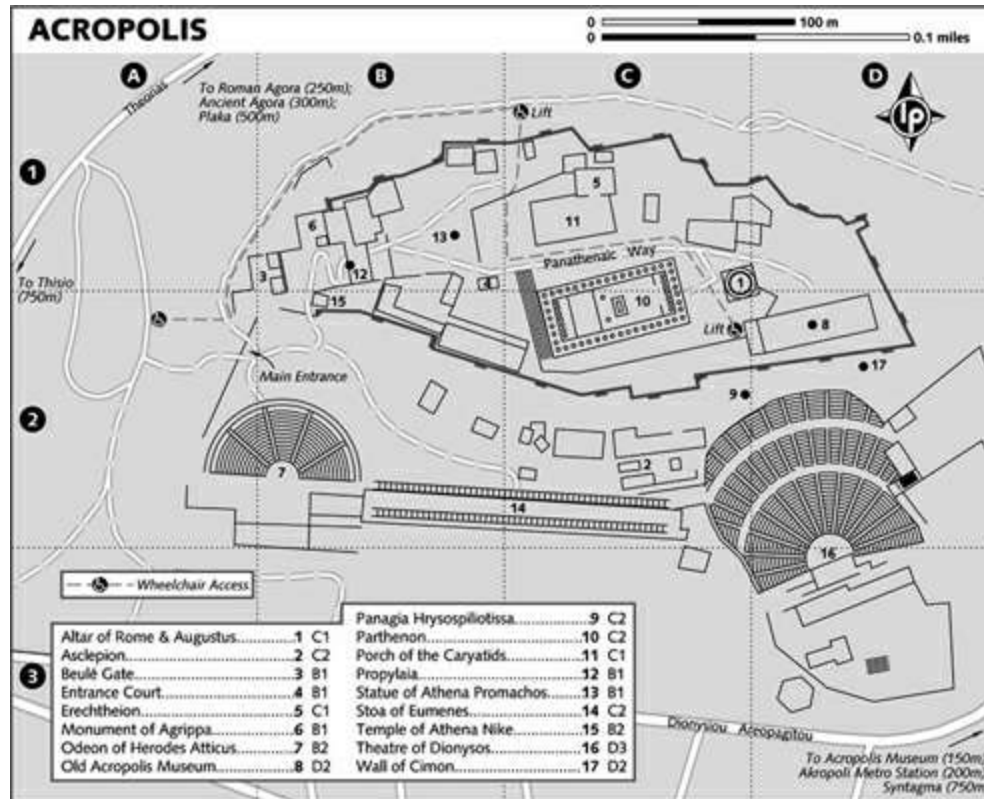 ACROPOLIS
0 100 m
0 0.1 miles
A B C D
Theorias
To Roman Agora (250m);
Ancient Agora (300m);
Plaka (500m)
Lift
lp
1
5
6
11
13
Panathenaic Way
3
12
To Thisio
(750m)
4
1
15
10
Lift
8
Main Entrance
17
9
2
7
2
14
16
Wheelchair Access
3
Altar of Rome & Augustus 1 C1
Asclepion 2 C2
Beulé Gate 3 B1
Entrance Court 4 B1
Erechtheion 5 C1
Monument of Agrippa 6 B1
Odeon of Herodes Atticus 7 B2
Old Acropolis Museum 8 D2
Panagia Hrysospiliotissa 9 C2
Parthenon 10 C2
Porch of the Caryatids 11 C1
Propylaia 12 B1
Statue of Athena Promachos 13 B1
Stoa of Eumenes 14 C2
Temple of Athena Nike 15 B2
Theatre of Dionysos 16 D3
Wall of Cimon 17 D2
Dionysiou Areopagitou
To Acropolis Museum (150m)
Akropoli Metro Station (200m)
Syntagma (750m